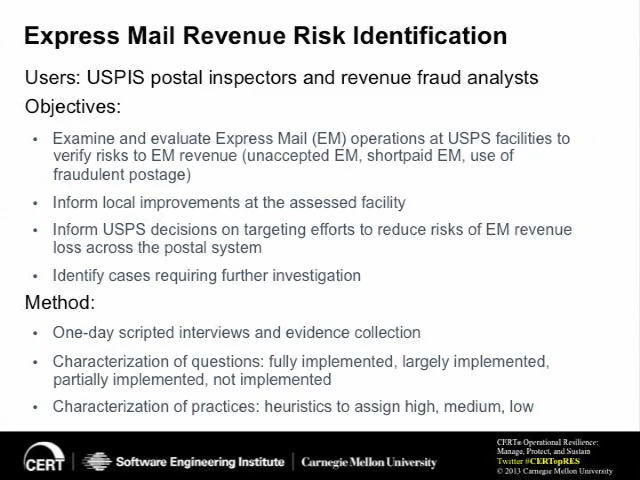 Express Mail Revenue Risk Identification
Users: USPIS postal inspectors and revenue fraud analysts
Objectives:
• Examine and evaluate Express Mail (EM) operations at USPS facilities to
verify risks to EM revenue (unaccepted EM, shortpaid EM, use of
fraudulent postage)
• Inform local improvements at the assessed facility
• Inform USPS decisions on targeting efforts to reduce risks of EM revenue
loss across the postal system
• Identify cases requiring further investigation
Method:
• One-day scripted interviews and evidence collection
• Characterization of questions: fully implemented, largely implemented,
partially implemented, not implemented
• Characterization of practices: heuristics to assign high, medium, low
CERT | Software Engineering Institute | Carnegie Mellon University
CERT® Operational Resilience:
Manage, Protect, and Sustain
Twitter #CERTopRES
© 2013 Carnegie Mellon University